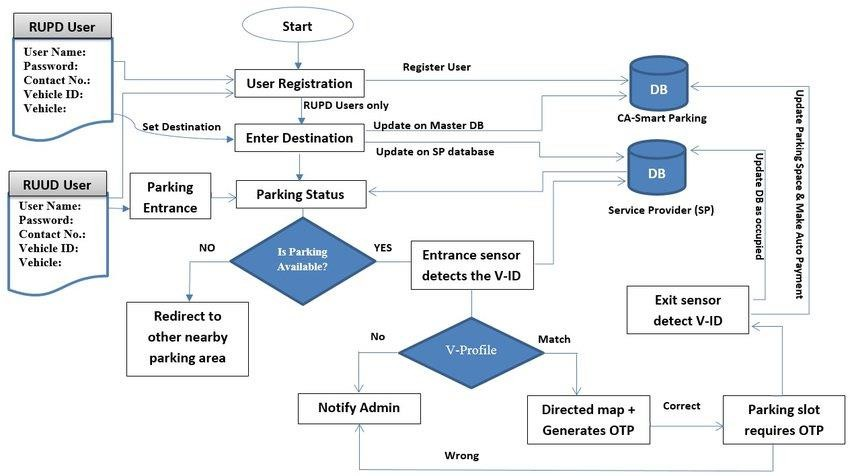 RUPD User
User Name:
Password:
Contact No.:
Vehicle ID:
Vehicle:
Start
User Registration
Register User
DB
CA-Smart Parking
RUPD Users only
Set Destination
Enter Destination
Update on Master DB
Update on SP database
DB
Service Provider (SP)
RUUD User
User Name:
Password:
Contact No.:
Vehicle ID:
Vehicle:
Parking
Entrance
Parking Status
Is Parking
Available?
NO
YES
Redirect to
other nearby
parking area
Entrance sensor
detects the V-ID
Update DB as occupied
Update Parking Space & Make Auto Payment
Exit sensor
detect V-ID
V-Profile
No
Match
Notify Admin
Directed map +
Generates OTP
Correct
Parking slot
requires OTP
Wrong